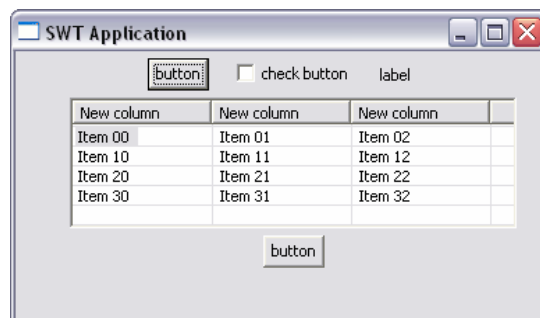 SWT Application
button check button label
New column New column New column
Item 00 Item 01 Item 02
Item 10 Item 11 Item 12
Item 20 Item 21 Item 22
Item 30 Item 31 Item 32
button